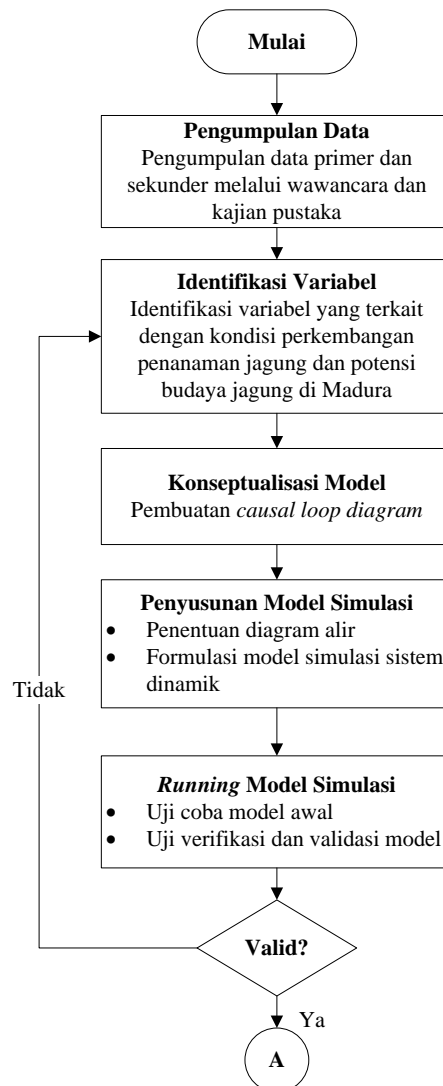 Mulai
Pengumpulan Data
Pengumpulan data primer dan
sekunder melalui wawancara dan
kajian pustaka
Identifikasi Variabel
Identifikasi variabel yang terkait
dengan kondisi perkembangan
penanaman jagung dan potensi
budaya jagung di Madura
Konseptualisasi Model
Pembuatan causal loop diagram
Penyusunan Model Simulasi
• Penentuan diagram alir
• Formulasi model simulasi sistem
dinamik
Tidak
Running Model Simulasi
• Uji coba model awal
• Uji verifikasi dan validasi model
Valid?
Ya
A